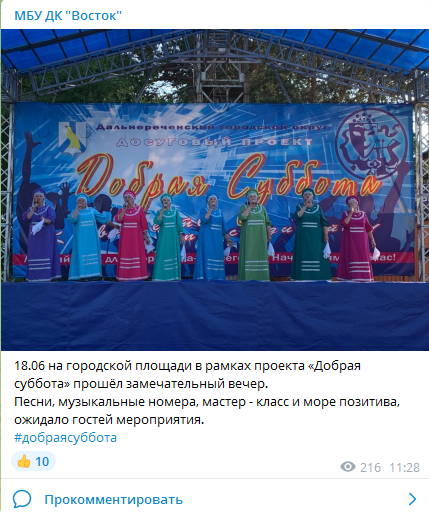 МБУ ДК "Восток"
Дальнереченский городской округ
ДОСУГОВЫЙ ПРОЕКТ
Добрая Суббота
18.06 на городской площади в рамках проекта «Добрая
суббота» прошёл замечательный вечер.
Песни, музыкальные номера, мастер - класс и море позитива,
ожидало гостей мероприятия.
#добраясуббота
👍 10
216 11:28
Прокомментировать